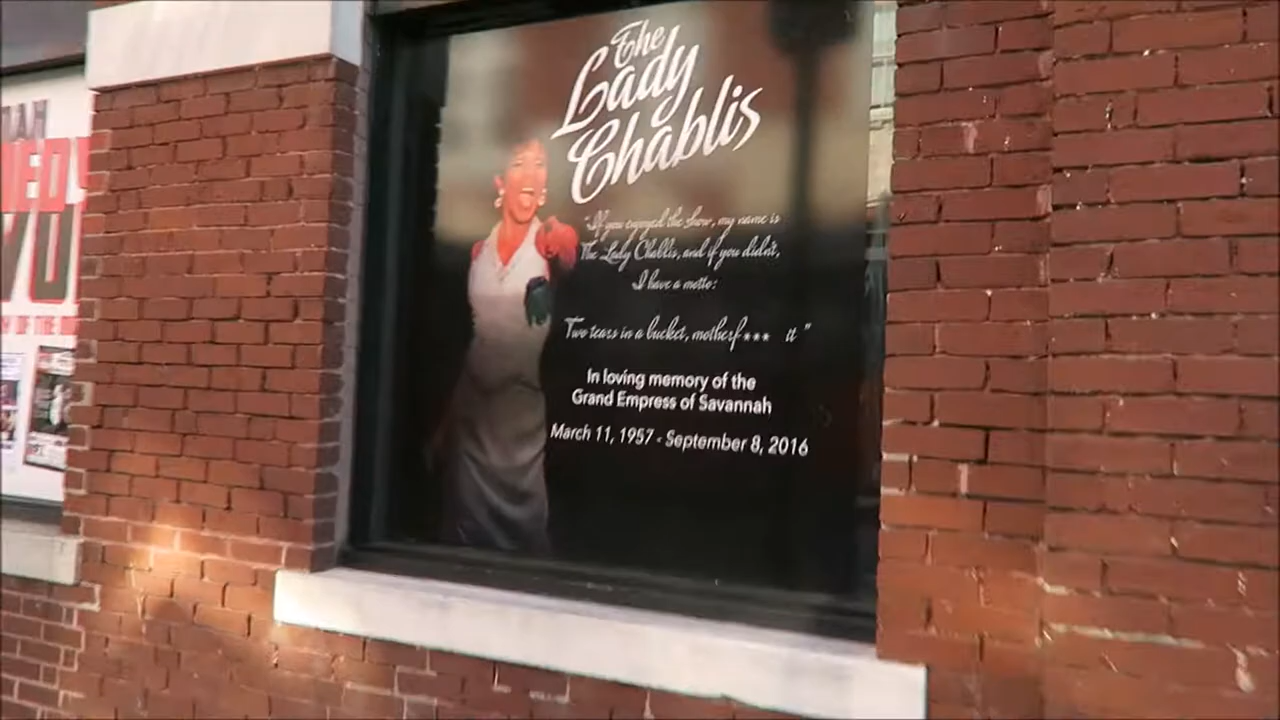 The
Lady
Chablis
"If you enjoyed the show, my name is
The Lady Chablis, and if you didn't,
I have a motto:
Two tears in a bucket, motherf*** it"
In loving memory of the
Grand Empress of Savannah
March 11, 1957 - September 8, 2016